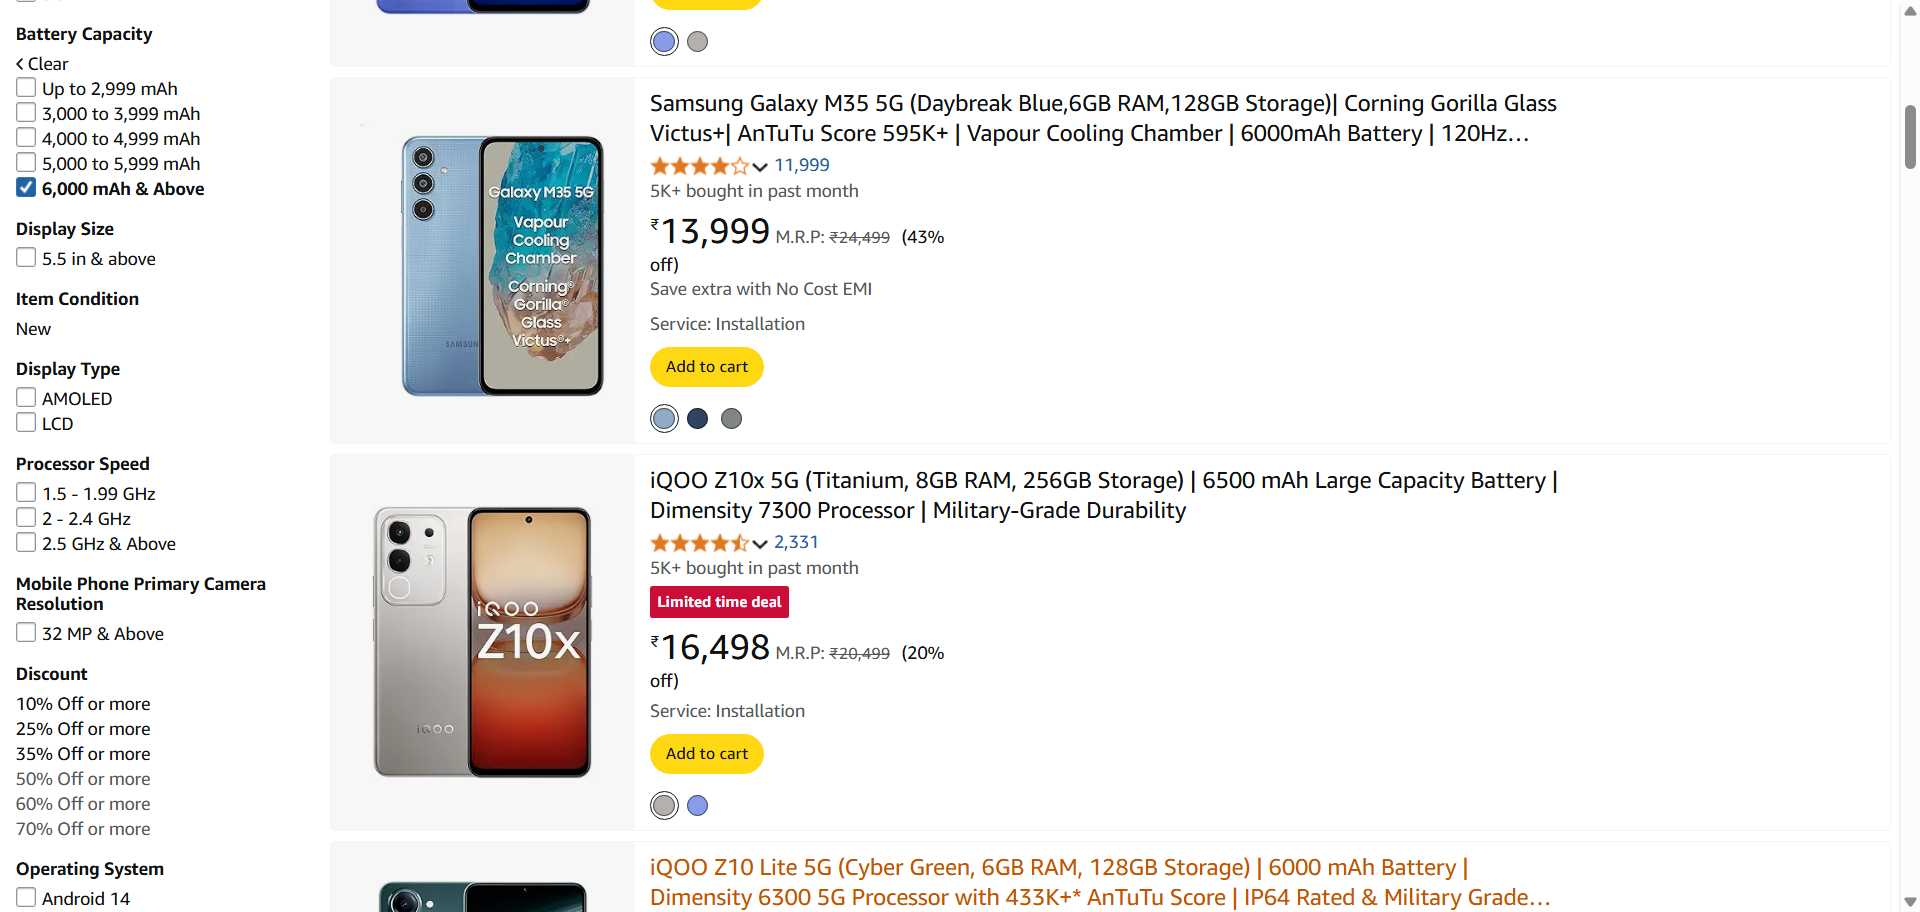 Battery Capacity
Clear
Up to 2,999 mAh
3,000 to 3,999 mAh
4,000 to 4,999 mAh
5,000 to 5,999 mAh
6,000 mAh & Above
Display Size
5.5 in & above
Item Condition
New
Display Type
AMOLED
LCD
Processor Speed
1.5 - 1.99 GHz
2 - 2.4 GHz
2.5 GHz & Above
Mobile Phone Primary Camera
Resolution
32 MP & Above
Discount
10% Off or more
25% Off or more
35% Off or more
50% Off or more
60% Off or more
70% Off or more
Operating System
Android 14
Galaxy M35 5G
Vapour
Cooling
Chamber
Corning®
Gorilla®
Glass
Victus®+
SAMSUN
Samsung Galaxy M35 5G (Daybreak Blue,6GB RAM,128GB Storage)| Corning Gorilla Glass
Victus+| AnTuTu Score 595K+ | Vapour Cooling Chamber | 6000mAh Battery | 120Hz…
11,999
5K+ bought in past month
₹13,999 M.R.P: ₹24,499 (43%
off)
Save extra with No Cost EMI
Service: Installation
Add to cart
iQOO
Z10x
iQOO
iQOO Z10x 5G (Titanium, 8GB RAM, 256GB Storage) | 6500 mAh Large Capacity Battery |
Dimensity 7300 Processor | Military-Grade Durability
2,331
5K+ bought in past month
Limited time deal
₹16,498 M.R.P: ₹20,499 (20%
off)
Service: Installation
Add to cart
iQOO Z10 Lite 5G (Cyber Green, 6GB RAM, 128GB Storage) | 6000 mAh Battery |
Dimensity 6300 5G Processor with 433K+* AnTuTu Score | IP64 Rated & Military Grade…